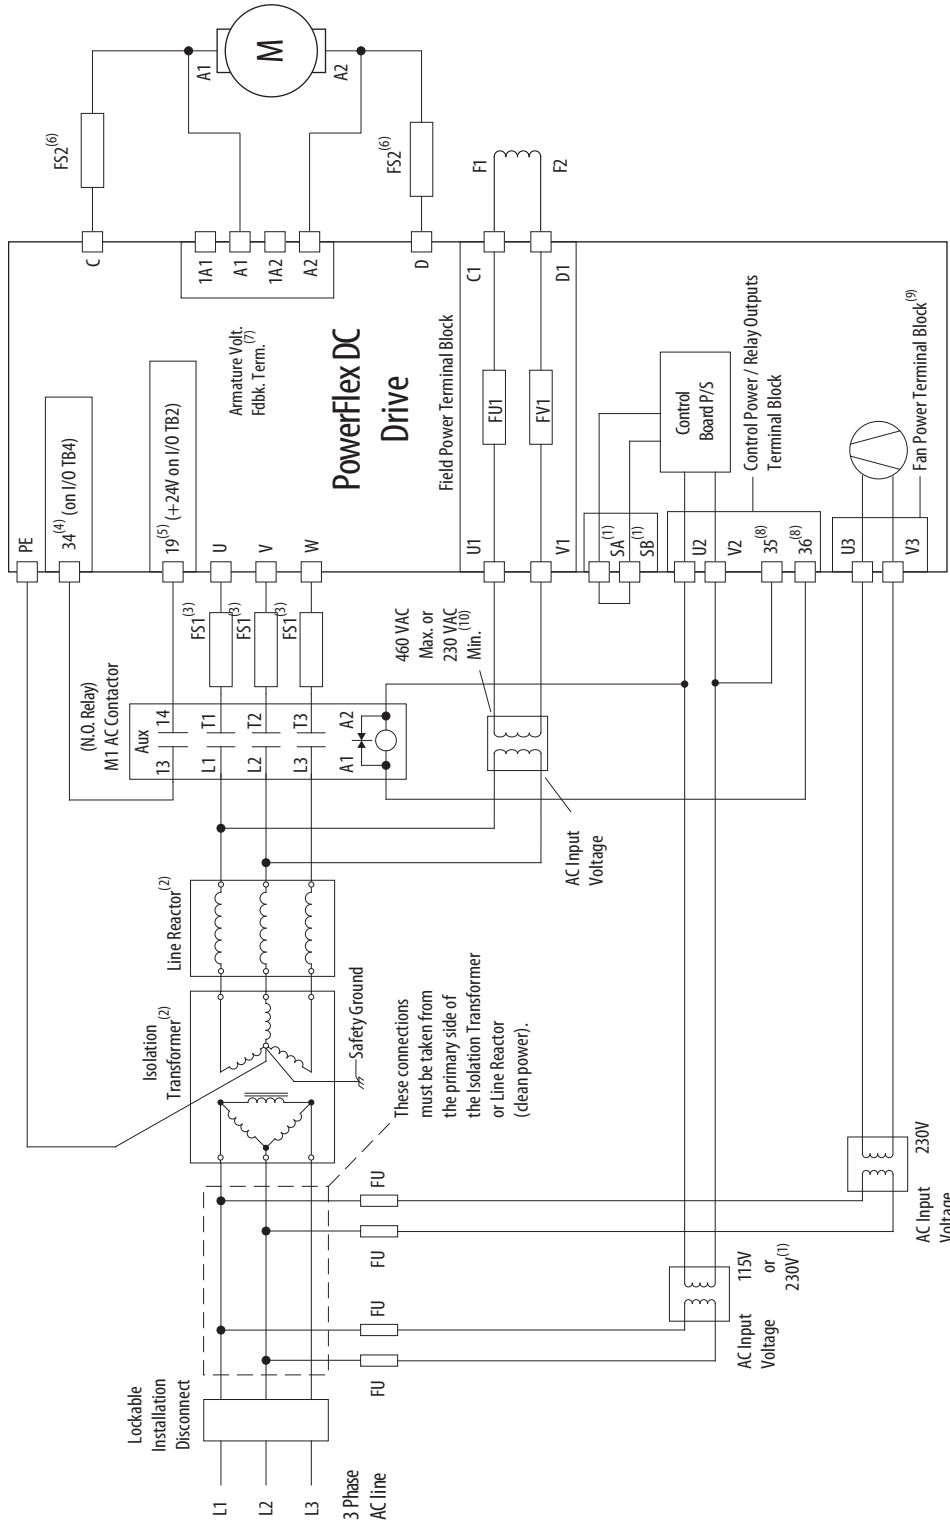 PE
34(4) (on I/O TB4)
19(5) (+24V on I/O TB2)
U
V
W
Armature Volt.
Fdbk. Term.(7)
PowerFlex DC
Drive
C
1A1
A1
1A2
A2
D
FS2(6)
FS2(6)
A1
M
A2
Field Power Terminal Block
U1
V1
FU1
FV1
C1
D1
F1
F2
SA(1)
SB(1)
U2
V2
35(8)
36(8)
Control
Board P/S
Control Power / Relay Outputs
Terminal Block
U3
V3
Fan Power Terminal Block(9)
(N.O. Relay)
M1 AC Contactor
Aux
13
14
L1
T1
L2
T2
L3
T3
A1
A2
FS1(3)
FS1(3)
FS1(3)
460 VAC
Max. or
230 VAC
Min.(10)
AC Input
Voltage
Line Reactor(2)
Isolation
Transformer(2)
Safety Ground
These connections
must be taken from
the primary side of
the Isolation Transformer
or Line Reactor
(clean power).
FU
FU
FU
FU
230V
AC Input
Voltage
115V
or
230V(1)
AC Input
Voltage
Lockable
Installation
Disconnect
L1
L2
L3
3 Phase
AC line